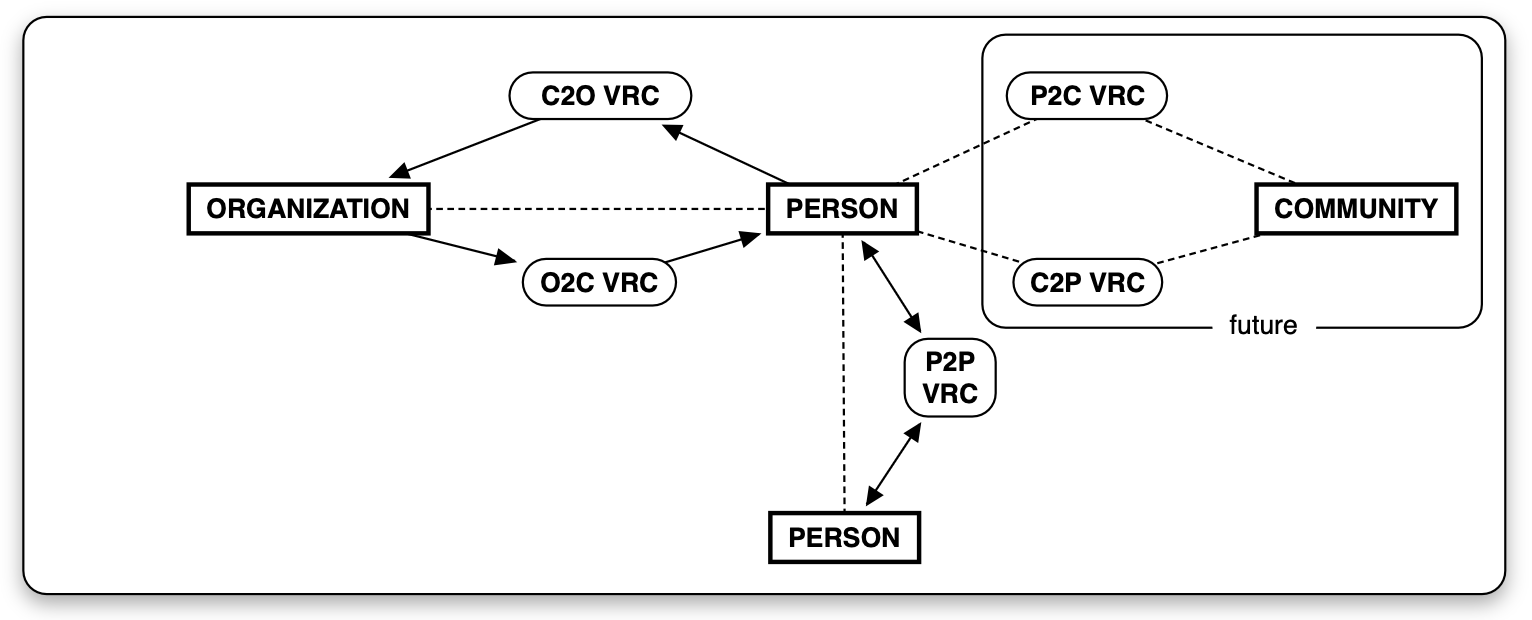 C2O VRC
P2C VRC
ORGANIZATION
PERSON
COMMUNITY
O2C VRC
C2P VRC
future
P2P
VRC
PERSON